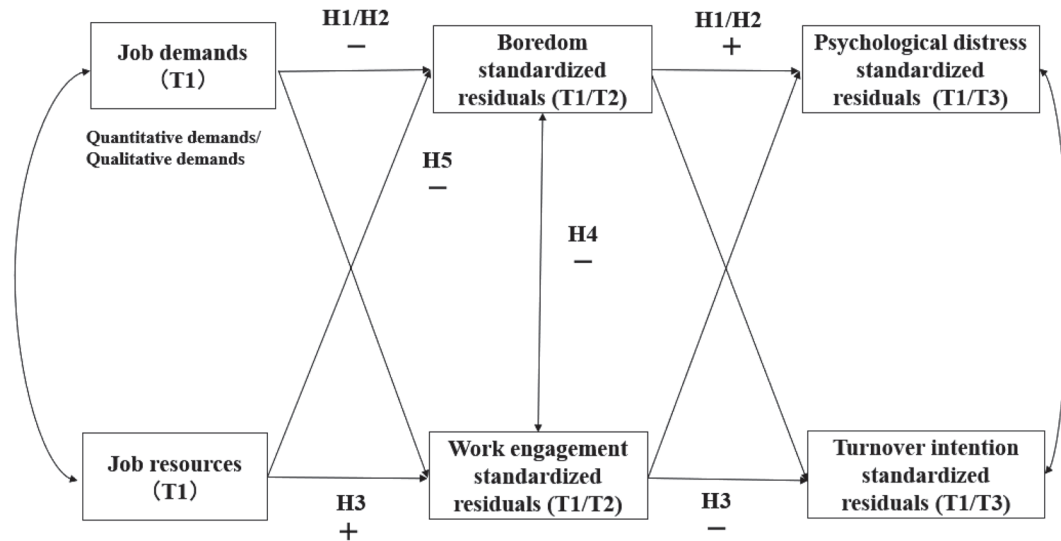 H1/H2
−
Job demands
(T1)
Quantitative demands/
Qualitative demands
Boredom
standardized
residuals (T1/T2)
H1/H2
+
Psychological distress
standardized
residuals (T1/T3)
H5
−
H4
−
Job resources
(T1)
H3
+
Work engagement
standardized
residuals (T1/T2)
H3
−
Turnover intention
standardized
residuals (T1/T3)